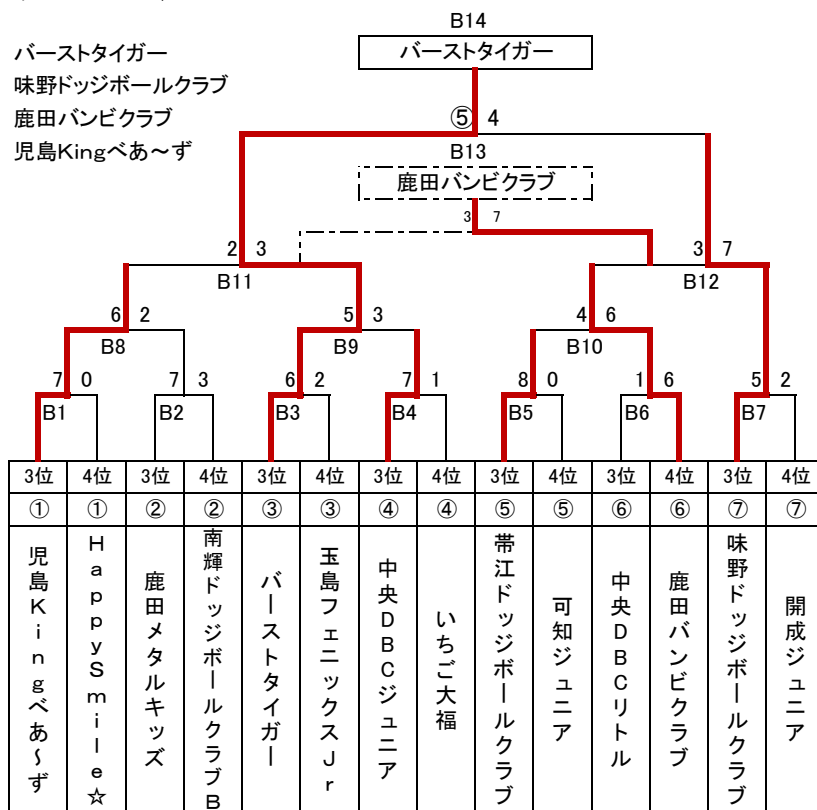 B14
バーストタイガー
バーストタイガー
味野ドッジボールクラブ
鹿田バンビクラブ
⑤ 4
児島Kingべあ～ず
B13
鹿田バンビクラブ
3 7
2 3 3 7
B11 B12
6 2 5 3 4 6
B8 B9 B10
7 0 7 3 6 2 7 1 8 0 1 6 5 2
B1 B2 B3 B4 B5 B6 B7
3位 4位 3位 4位 3位 4位 3位 4位 3位 4位 3位 4位 3位 4位
① ① ② ② ③ ③ ④ ④ ⑤ ⑤ ⑥ ⑥ ⑦ ⑦
児島Kingべあ～ず
HappySmile☆
鹿田メタルキッズ
南輝ドッジボールクラブB
バーストタイガー
玉島フェニックスJr
中央DBCジュニア
いちご大福
帯江ドッジボールクラブ
可知ジュニア
中央DBCリトル
鹿田バンビクラブ
味野ドッジボールクラブ
開成ジュニア